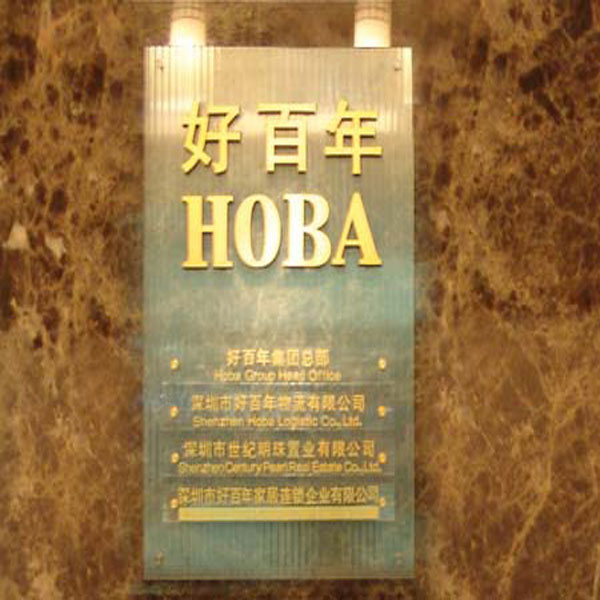 好百年
HOBA
好百年集团总部
Hoba Group Head Office
深圳市好百年物流有限公司
Shenzhen Hoba Logistic Co., Ltd.
深圳市世纪明珠置业有限公司
Shenzhen Century Pearl Real Estate Co., Ltd.
深圳市好百年家居连锁企业有限公司